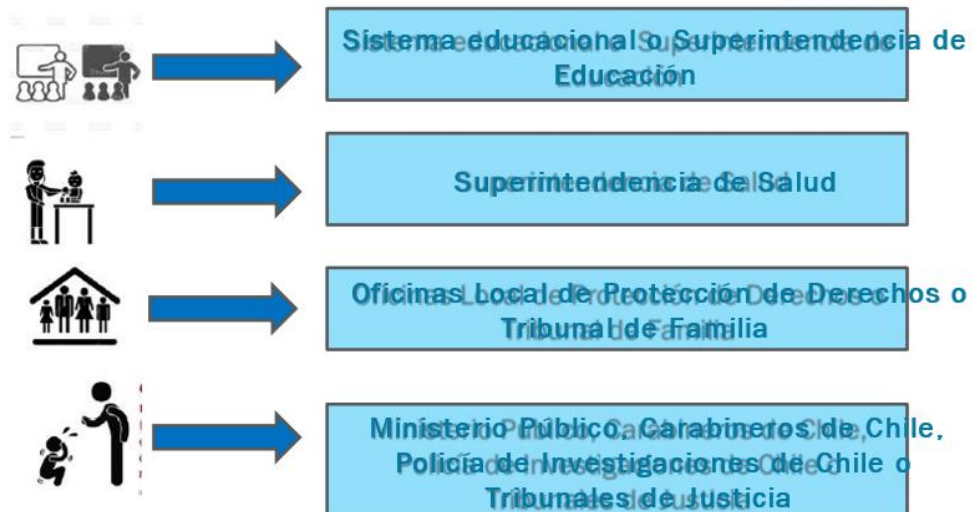 Sistema educacional o Superintendencia de
Educación
Superintendencia de Salud
Oficinas Local de Protección de Derechos o
Tribunal de Familia
Ministerio Público, Carabineros de Chile,
Policía de Investigaciones de Chile o
Tribunales de Justicia